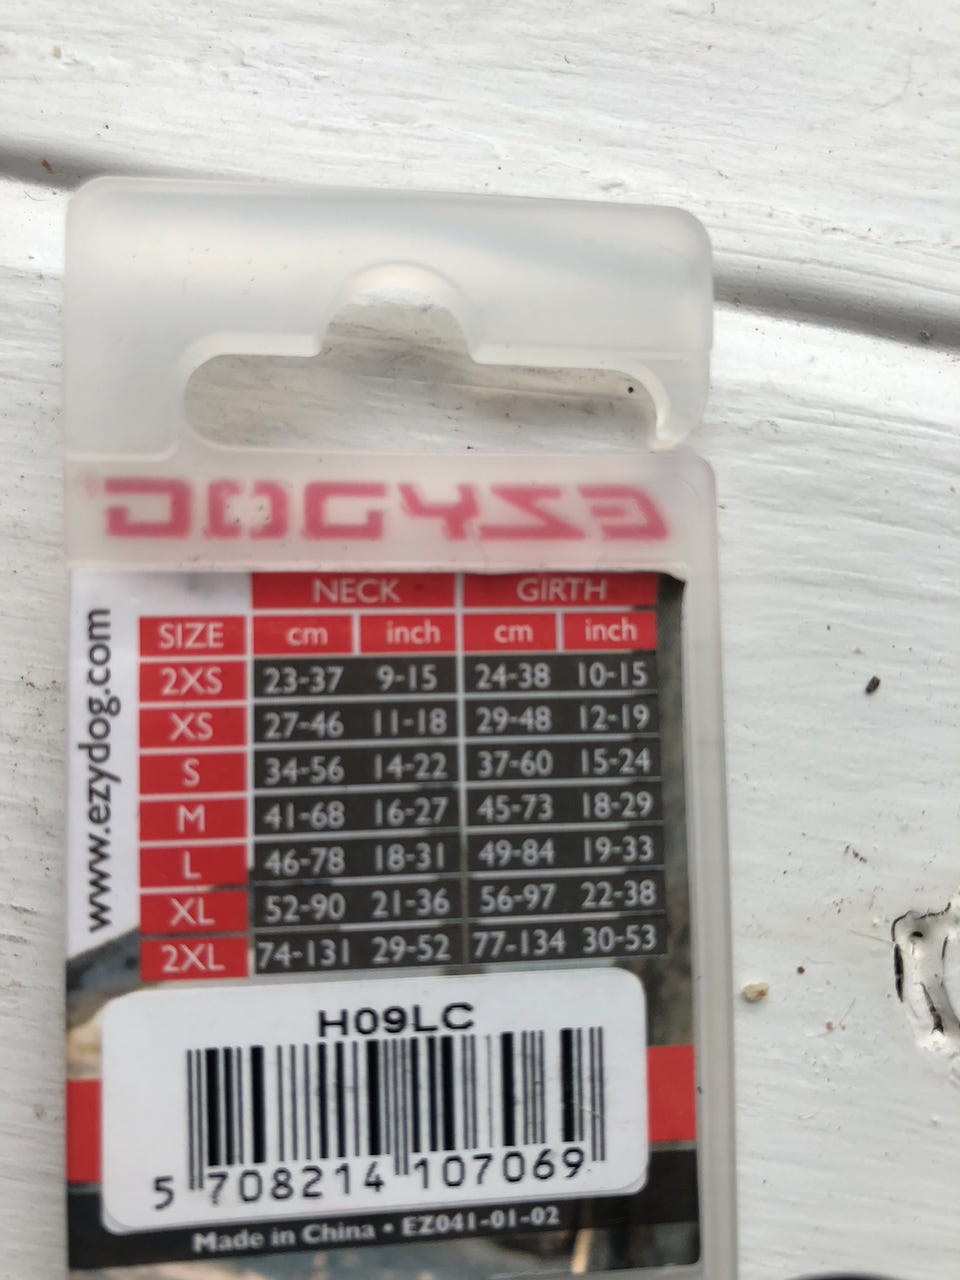 EZYDOG
NECK GIRTH
SIZE cm inch cm inch
2XS 23-37 9-15 24-38 10-15
XS 27-46 11-18 29-48 12-19
S 34-56 14-22 37-60 15-24
M 41-68 16-27 45-73 18-29
L 46-78 18-31 49-84 19-33
XL 52-90 21-36 56-97 22-38
2XL 74-131 29-52 77-134 30-53
www.ezydog.com
H09LC
5 708214 107069
Made in China • EZ041-01-02